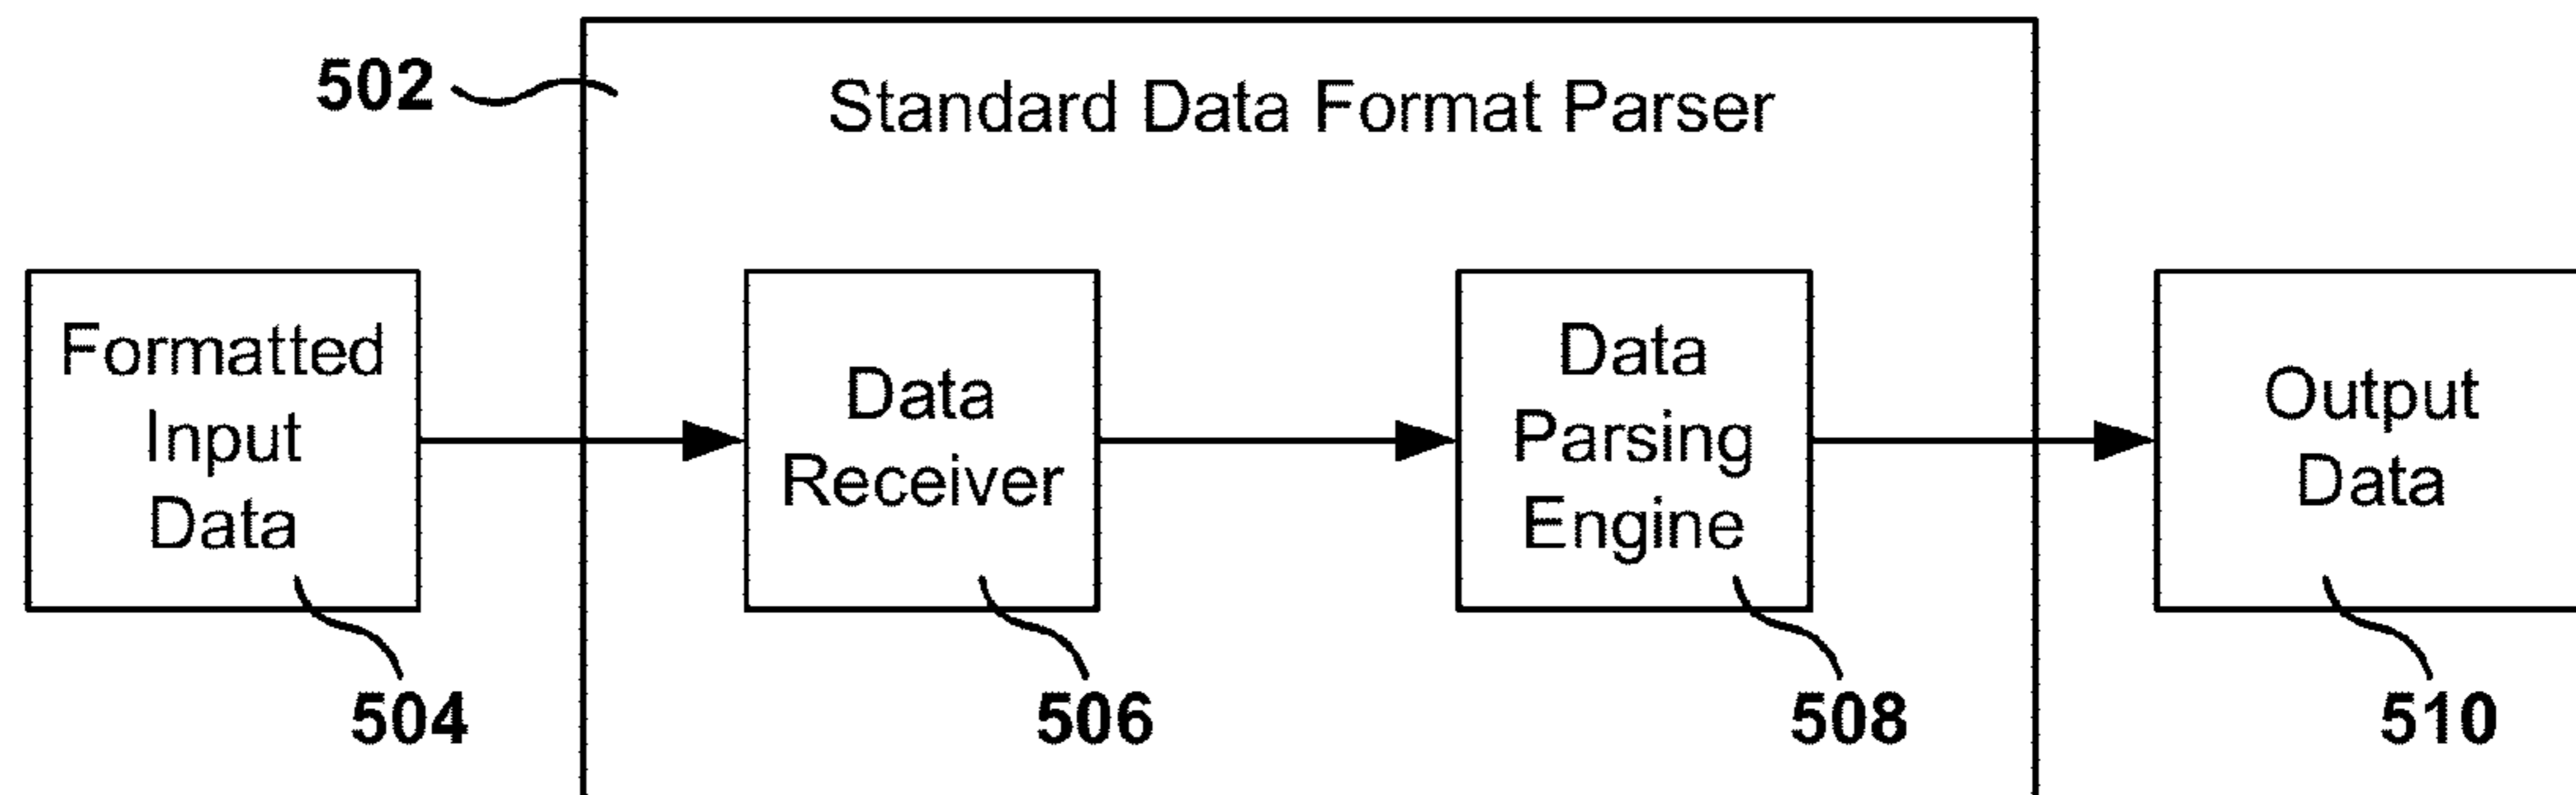 502
Standard Data Format Parser
Formatted
Input
Data
Data
Receiver
Data
Parsing
Engine
Output
Data
504
506
508
510